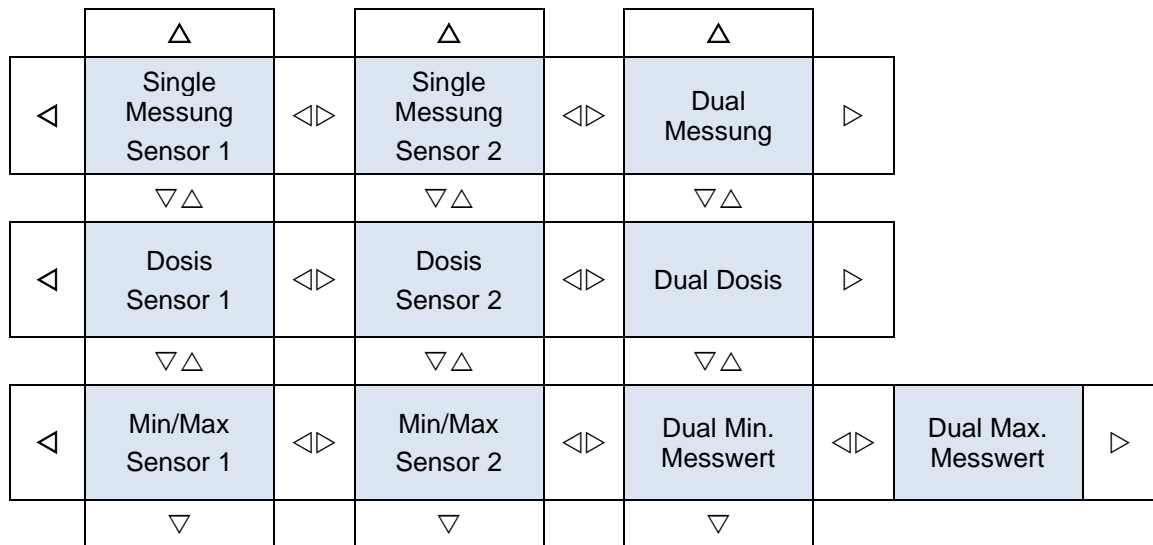 △ △ △
Single
Messung
Sensor 1
Single
Messung
Sensor 2
Dual
Messung
◁ ◁▷ ◁▷ ▷
▽△ ▽△ ▽△
Dosis
Sensor 1
Dosis
Sensor 2
Dual Dosis
◁ ◁▷ ◁▷ ▷
▽△ ▽△ ▽△
Min/Max
Sensor 1
Min/Max
Sensor 2
Dual Min.
Messwert
Dual Max.
Messwert
◁ ◁▷ ◁▷ ◁▷ ▷
▽ ▽ ▽